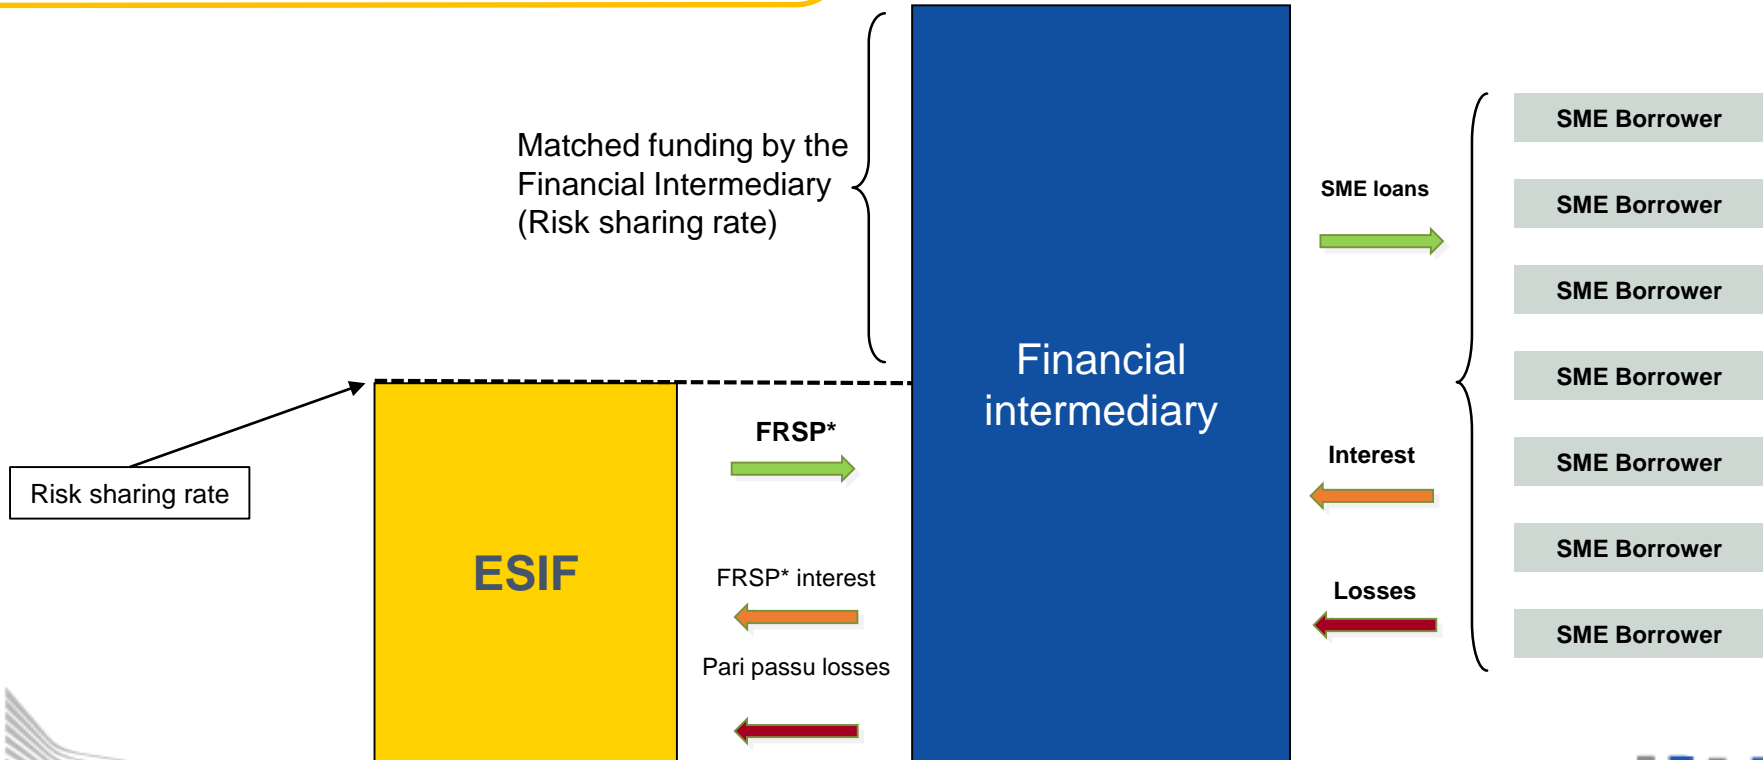 Matched funding by the
Financial Intermediary
(Risk sharing rate)
Risk sharing rate
ESIF
FRSP*
FRSP* interest
Pari passu losses
Financial
intermediary
SME loans
Interest
Losses
SME Borrower
SME Borrower
SME Borrower
SME Borrower
SME Borrower
SME Borrower
SME Borrower